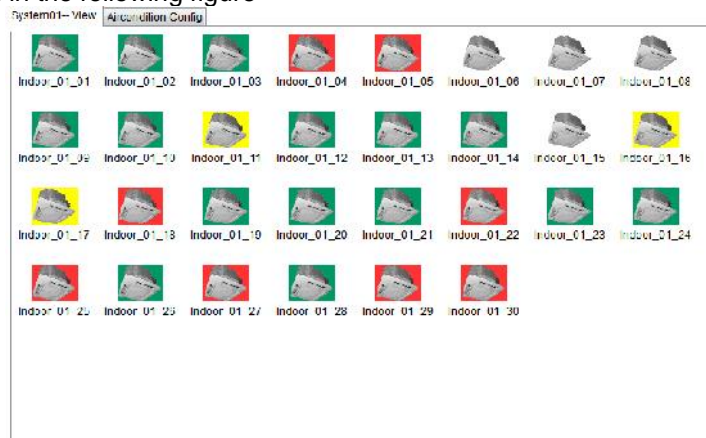 in the following figure
System01-- View Aircondition Config
Indoor_01_01 Indoor_01_02 Indoor_01_03 Indoor_01_04 Indoor_01_05 Indoor_01_06 Indoor_01_07 Indoor_01_08
Indoor_01_09 Indoor_01_10 Indoor_01_11 Indoor_01_12 Indoor_01_13 Indoor_01_14 Indoor_01_15 Indoor_01_16
Indoor_01_17 Indoor_01_18 Indoor_01_19 Indoor_01_20 Indoor_01_21 Indoor_01_22 Indoor_01_23 Indoor_01_24
Indoor_01_25 Indoor_01_26 Indoor_01_27 Indoor_01_28 Indoor_01_29 Indoor_01_30